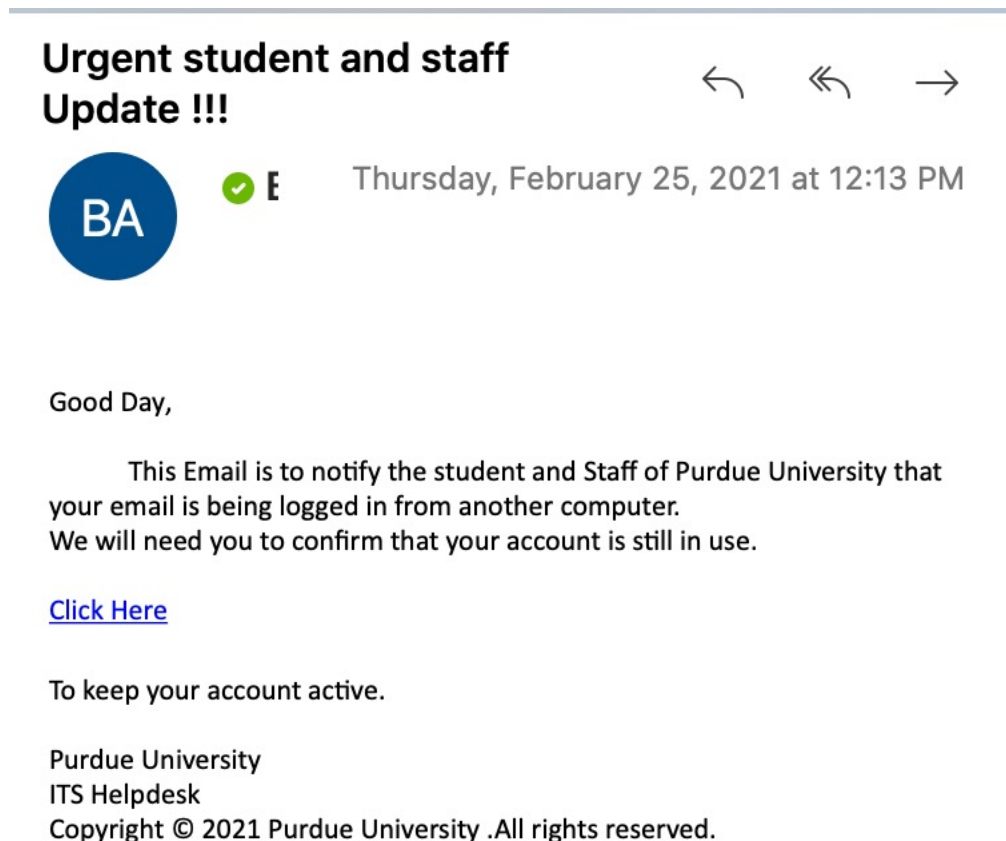 Urgent student and staff
Update !!!
BA
Thursday, February 25, 2021 at 12:13 PM
Good Day,
This Email is to notify the student and Staff of Purdue University that
your email is being logged in from another computer.
We will need you to confirm that your account is still in use.
Click Here
To keep your account active.
Purdue University
ITS Helpdesk
Copyright © 2021 Purdue University .All rights reserved.